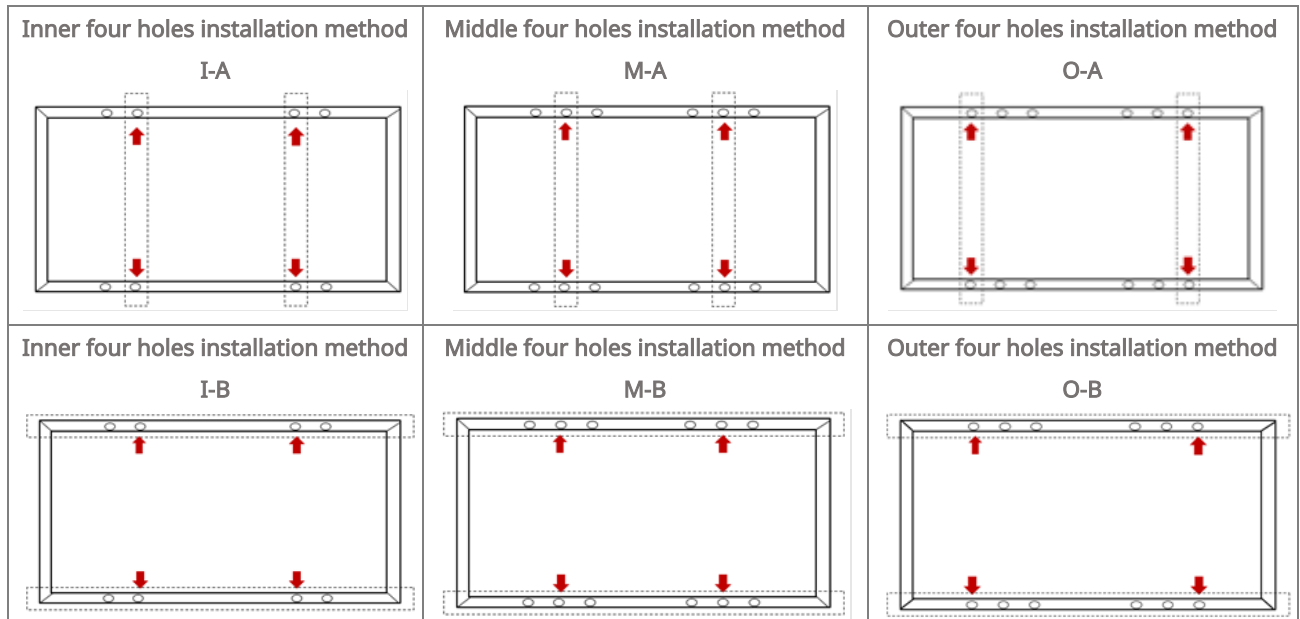 Inner four holes installation method
I-A
Middle four holes installation method
M-A
Outer four holes installation method
O-A
Inner four holes installation method
I-B
Middle four holes installation method
M-B
Outer four holes installation method
O-B